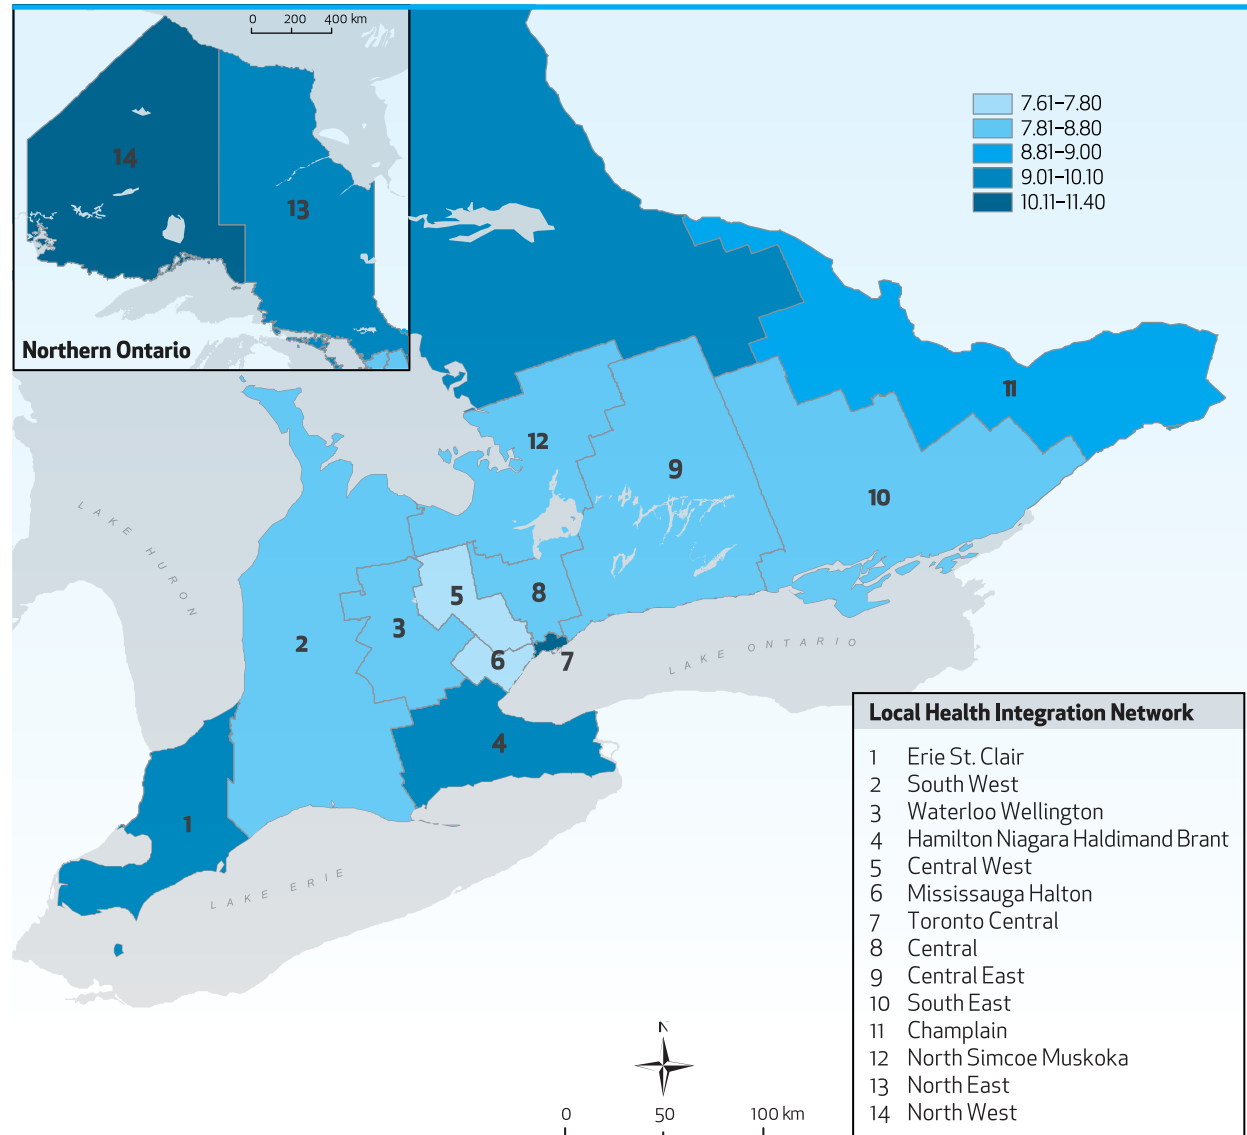 0 200 400 km
14
13
Northern Ontario
7.61–7.80
7.81–8.80
8.81–9.00
9.01–10.10
10.11–11.40
11
12
9
10
LAKE HURON
5
8
3
2
6
7
LAKE ONTARIO
4
1
LAKE ERIE
Local Health Integration Network
1 Erie St. Clair
2 South West
3 Waterloo Wellington
4 Hamilton Niagara Haldimand Brant
5 Central West
6 Mississauga Halton
7 Toronto Central
8 Central
9 Central East
10 South East
11 Champlain
12 North Simcoe Muskoka
13 North East
14 North West
N
0 50 100 km